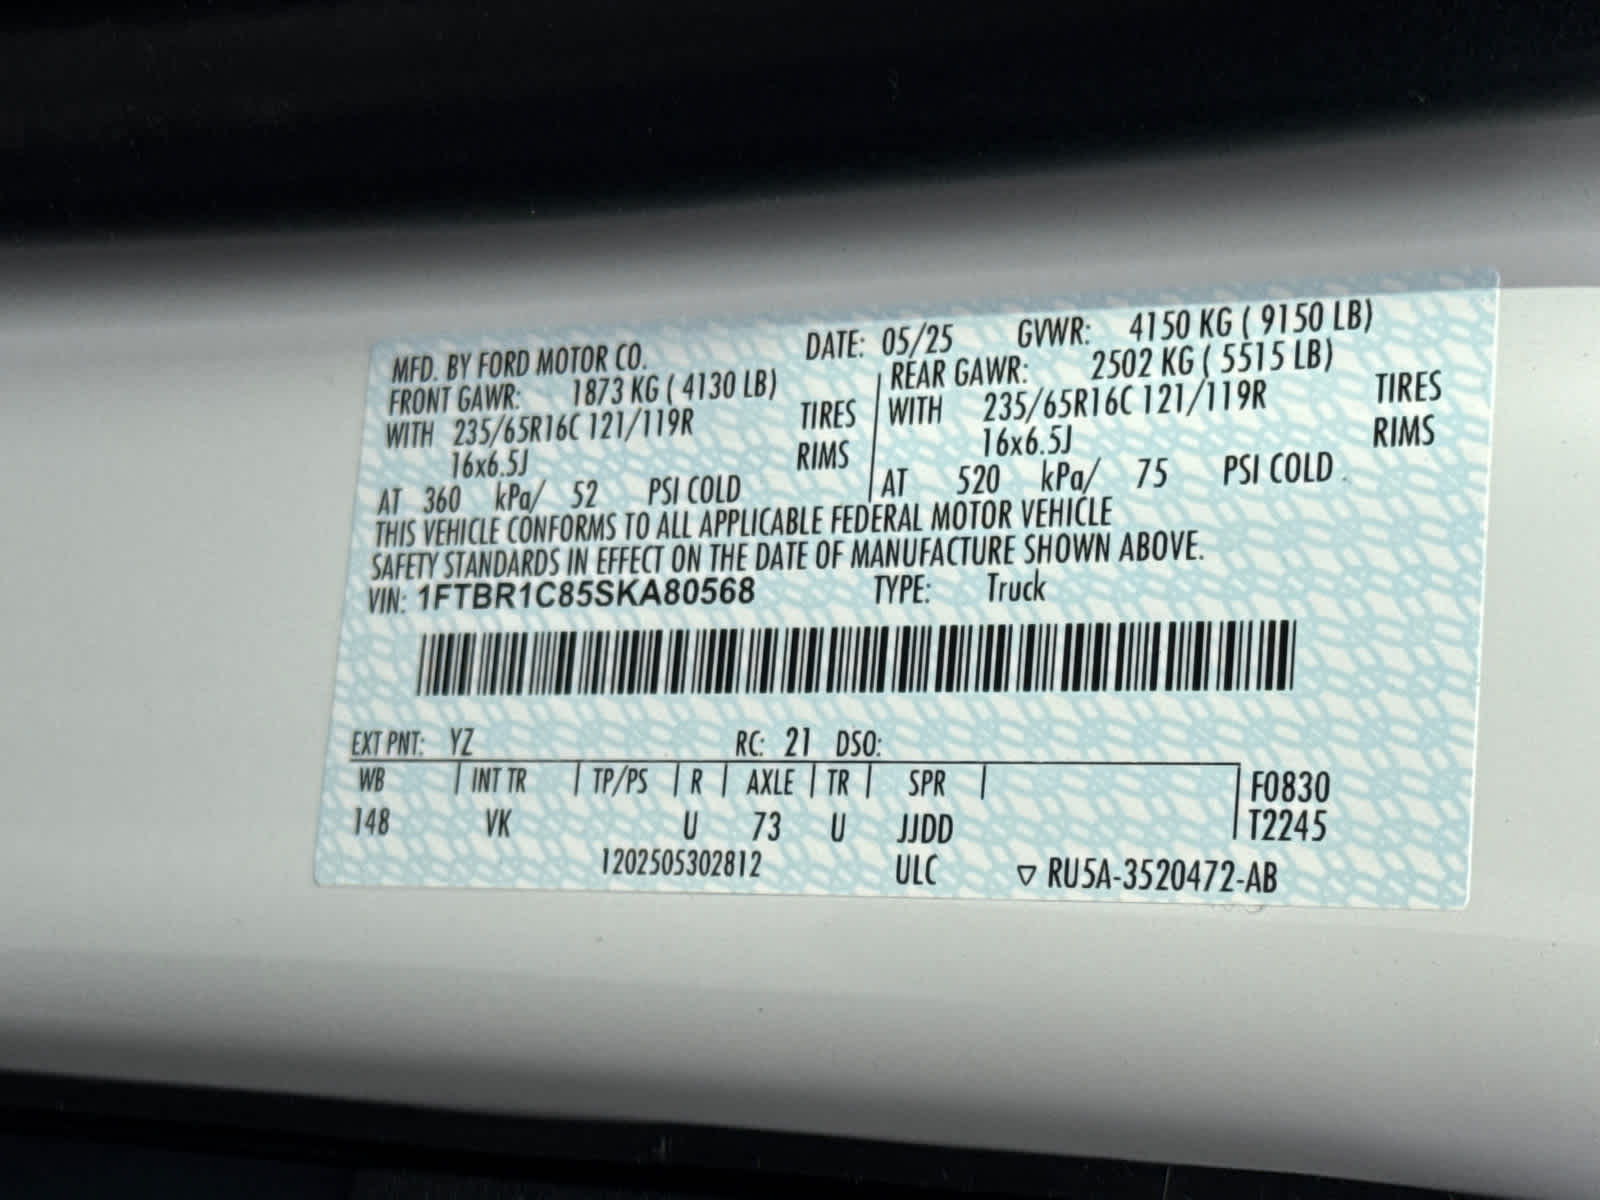 MFD. BY FORD MOTOR CO. DATE: 05/25 GVWR: 4150 KG ( 9150 LB)
FRONT GAWR: 1873 KG ( 4130 LB) REAR GAWR: 2502 KG ( 5515 LB)
WITH 235/65R16C 121/119R TIRES WITH 235/65R16C 121/119R TIRES
16x6.5J RIMS 16x6.5J RIMS
AT 360 kPa/ 52 PSI COLD AT 520 kPa/ 75 PSI COLD
THIS VEHICLE CONFORMS TO ALL APPLICABLE FEDERAL MOTOR VEHICLE
SAFETY STANDARDS IN EFFECT ON THE DATE OF MANUFACTURE SHOWN ABOVE.
VIN: 1FTBR1C85SKA80568 TYPE: Truck
EXT PNT: YZ RC: 21 DSO:
WB INT TR TP/PS R AXLE TR SPR F0830
148 VK U 73 U JJDD T2245
1202505302812 ULC ▽ RU5A-3520472-AB